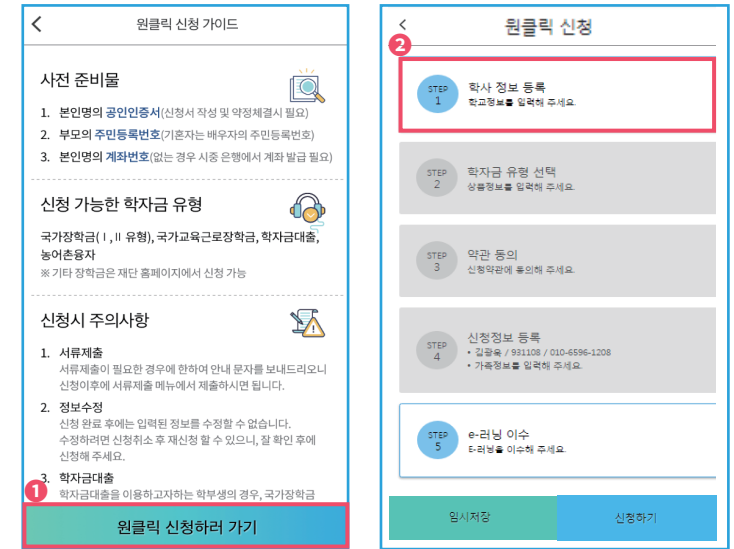 원클릭 신청 가이드
사전 준비물
1. 본인명의 공인인증서(신청서 작성 및 약정체결시 필요)
2. 부모의 주민등록번호(기혼자는 배우자의 주민등록번호)
3. 본인명의 계좌번호(없는 경우 시중 은행에서 계좌 발급 필요)
신청 가능한 학자금 유형
국가장학금(Ⅰ,Ⅱ 유형), 국가교육근로장학금, 학자금대출,
농어촌융자
※ 기타 장학금은 재단 홈페이지에서 신청 가능
신청시 주의사항
1. 서류제출
서류제출이 필요한 경우에 한하여 안내 문자를 보내드리오니
신청이후에 서류제출 메뉴에서 제출하시면 됩니다.
2. 정보수정
신청 완료 후에는 입력된 정보를 수정할 수 없습니다.
수정하려면 신청취소 후 재신청 할 수 있으니, 잘 확인 후에
신청해 주세요.
3. 학자금대출
학자금대출을 이용하고자하는 학부생의 경우, 국가장학금
1
원클릭 신청하러 가기
원클릭 신청
2
STEP 1
학사 정보 등록
학교정보를 입력해 주세요.
STEP 2
학자금 유형 선택
상품정보를 입력해 주세요.
STEP 3
약관 동의
신청약관에 동의해 주세요.
STEP 4
신청정보 등록
• 길광욱 / 931108 / 010-6596-1208
• 가족정보를 입력해 주세요.
STEP 5
e-러닝 이수
E-러닝을 이수해 주세요.
임시저장
신청하기